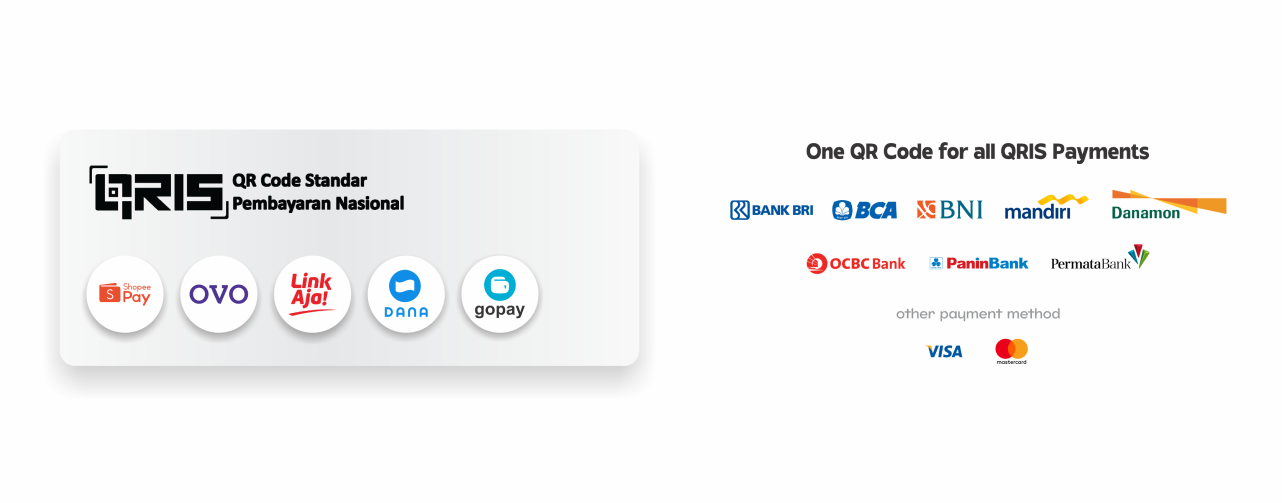 QRIS
QR Code Standar
Pembayaran Nasional
S
Shopee
Pay
OVO
Link
Aja!
DANA
gopay
One QR Code for all QRIS Payments
BANK BRI
BCA
BNI
mandiri
Danamon
OCBC Bank
PaninBank
PermataBank
other payment method
VISA
mastercard